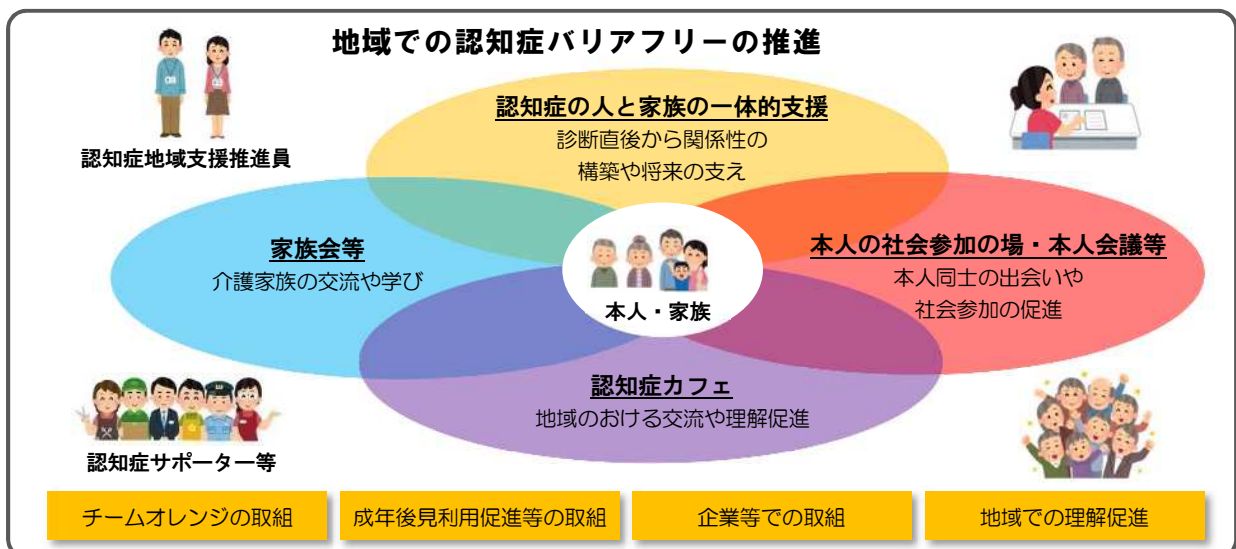 地域での認知症バリアフリーの推進
認知症の人と家族の一体的支援
診断直後から関係性の
構築や将来の支え
認知症地域支援推進員
家族会等
介護家族の交流や学び
本人の社会参加の場・本人会議等
本人同士の出会いや
社会参加の促進
本人・家族
認知症カフェ
地域のおける交流や理解促進
認知症サポーター等
チームオレンジの取組
成年後見利用促進等の取組
企業等での取組
地域での理解促進